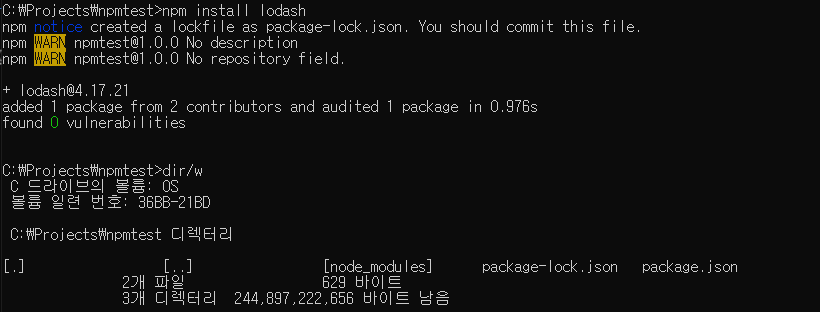 C:₩Projects₩npmtest>npm install lodash
npm notice created a lockfile as package-lock.json. You should commit this file.
npm WARN npmtest@1.0.0 No description
npm WARN npmtest@1.0.0 No repository field.
+ lodash@4.17.21
added 1 package from 2 contributors and audited 1 package in 0.976s
found 0 vulnerabilities
C:₩Projects₩npmtest>dir/w
C 드라이브의 볼륨: OS
볼륨 일련 번호: 36BB-21BD
C:₩Projects₩npmtest 디렉터리
[.] [..] [node_modules] package-lock.json package.json
2개 파일 629 바이트
3개 디렉터리 244,897,222,656 바이트 남음